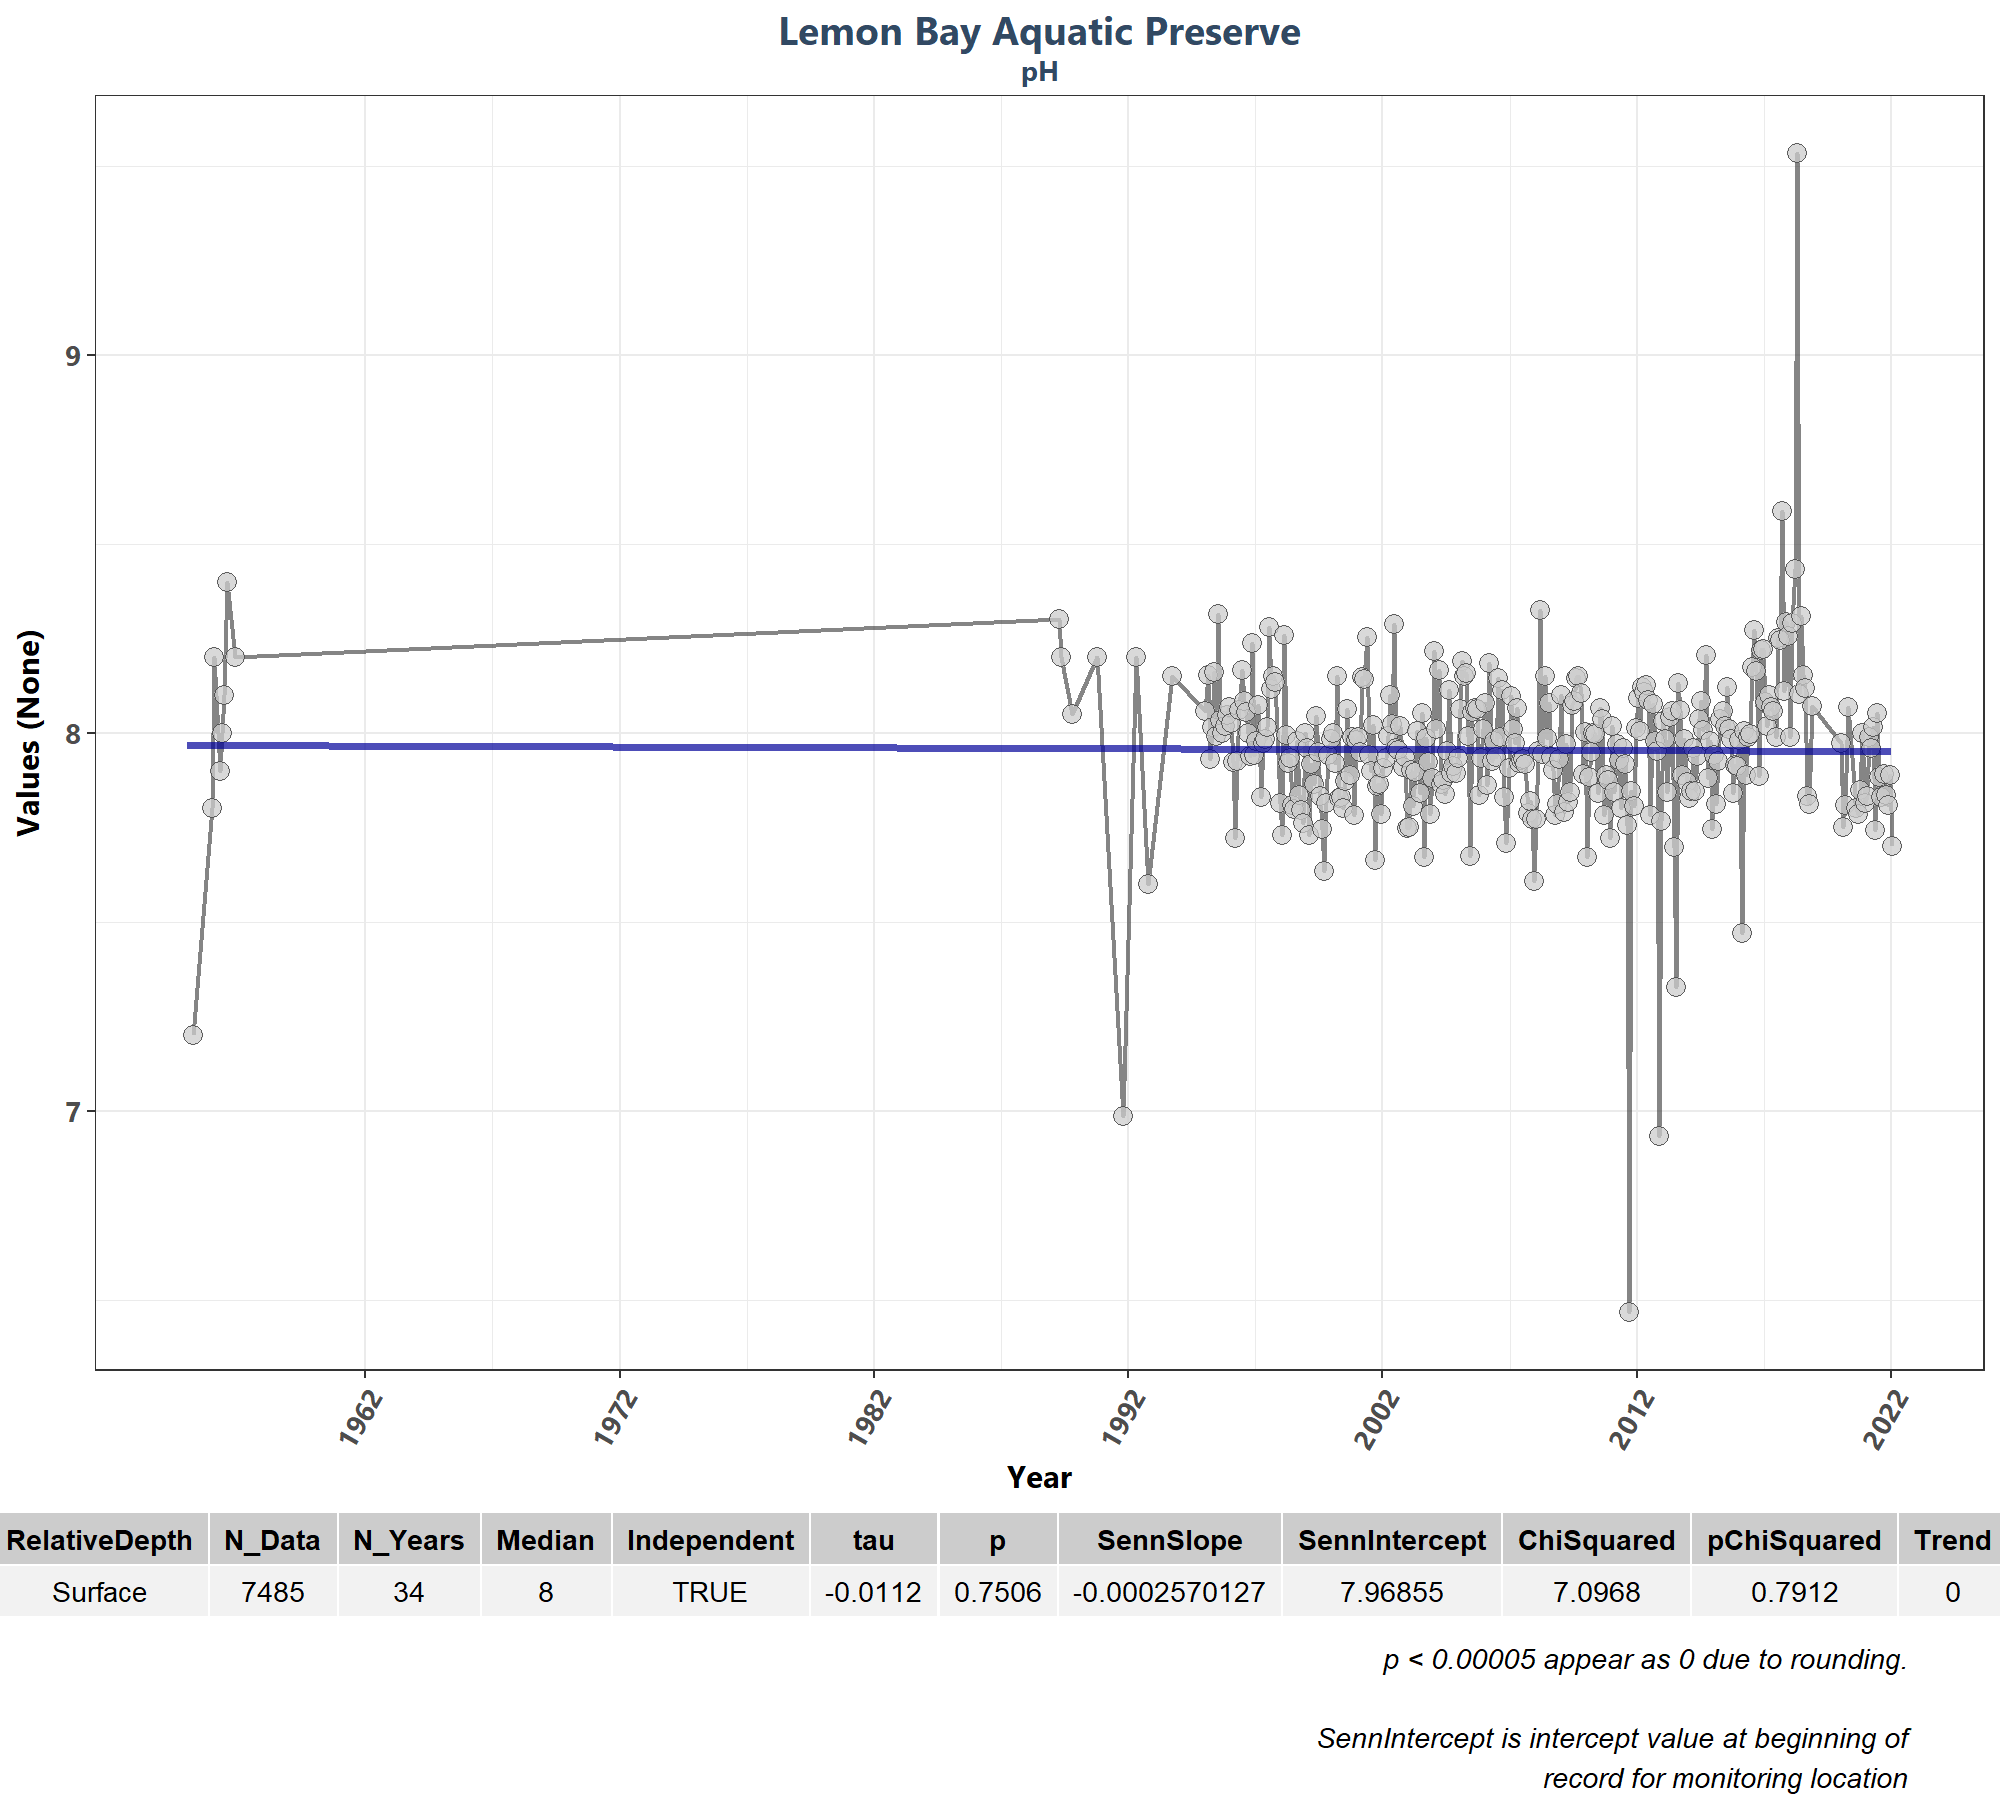 Lemon Bay Aquatic Preserve
pH
Values (None)
9
8
7
1962 1972 1982 1992 2002 2012 2022
Year
RelativeDepth N_Data N_Years Median Independent tau p SennSlope SennIntercept ChiSquared pChiSquared Trend
Surface 7485 34 8 TRUE -0.0112 0.7506 -0.0002570127 7.96855 7.0968 0.7912 0
p < 0.00005 appear as 0 due to rounding.
SennIntercept is intercept value at beginning of
record for monitoring location